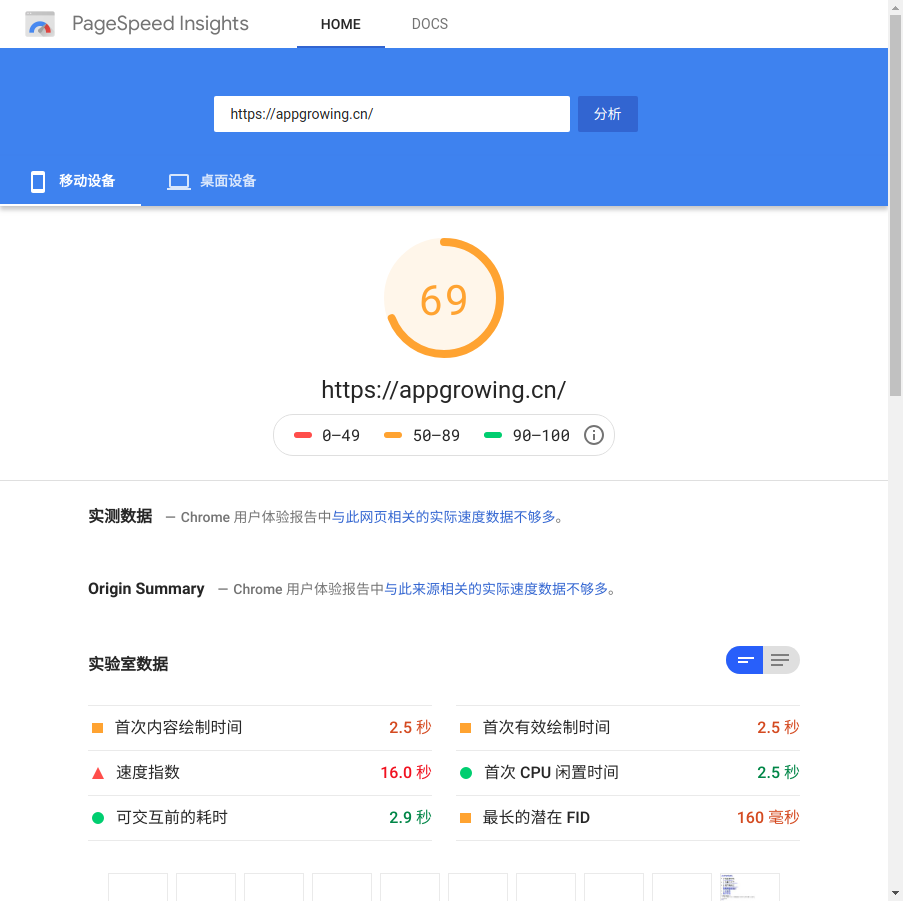 PageSpeed Insights HOME DOCS
https://appgrowing.cn/ 分析
移动设备 桌面设备
69
https://appgrowing.cn/
0–49 50–89 90–100
实测数据 — Chrome 用户体验报告中与此网页相关的实际速度数据不够多。
Origin Summary — Chrome 用户体验报告中与此来源相关的实际速度数据不够多。
实验室数据
首次内容绘制时间 2.5 秒 首次有效绘制时间 2.5 秒
速度指数 16.0 秒 首次 CPU 闲置时间 2.5 秒
可交互前的耗时 2.9 秒 最长的潜在 FID 160 毫秒